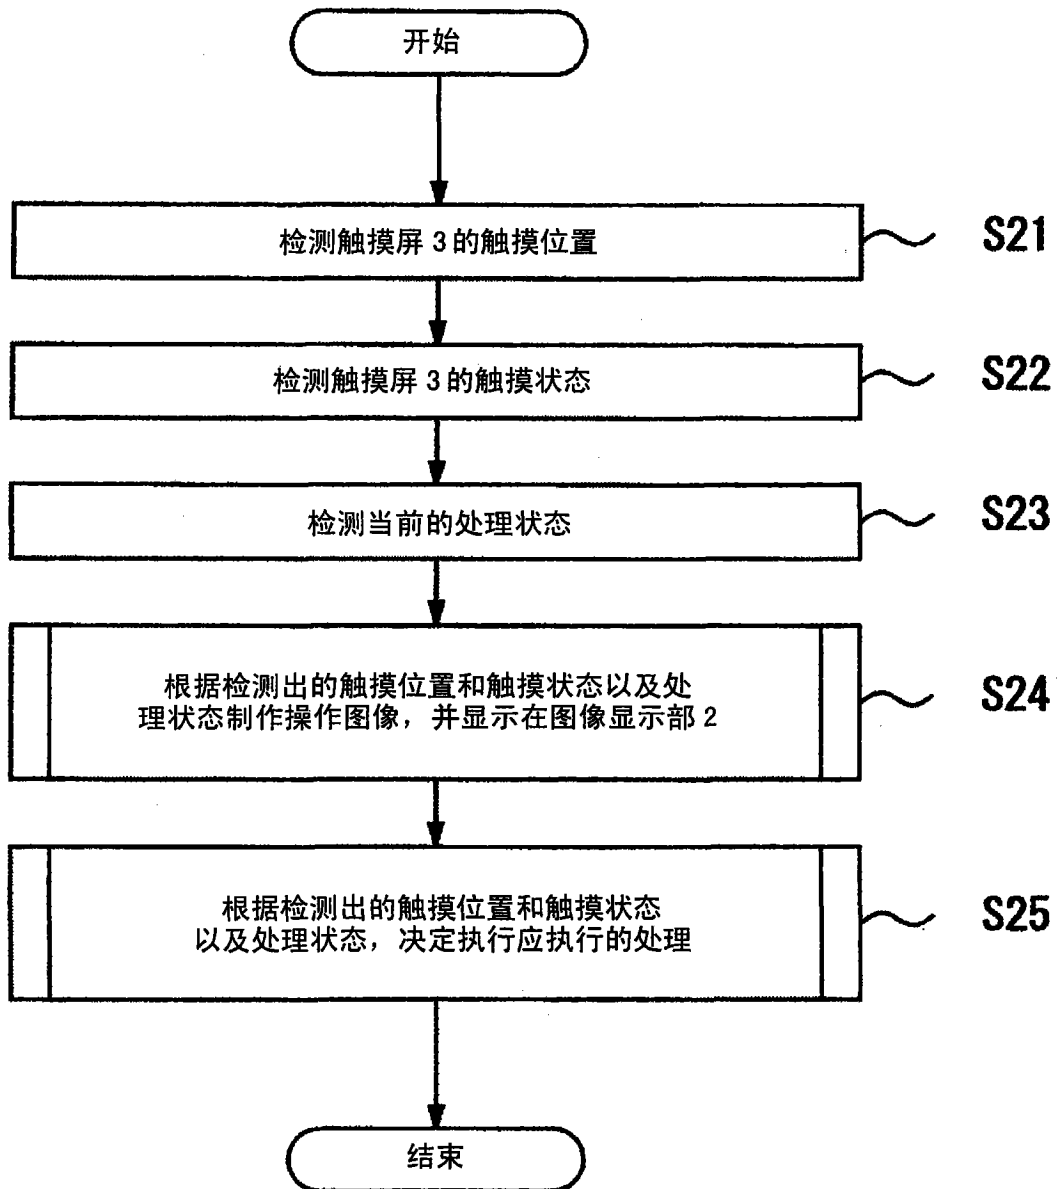 开始
检测触摸屏 3 的触摸位置
S21
检测触摸屏 3 的触摸状态
S22
检测当前的处理状态
S23
根据检测出的触摸位置和触摸状态以及处
理状态制作操作图像，并显示在图像显示部 2
S24
根据检测出的触摸位置和触摸状态
以及处理状态，决定执行应执行的处理
S25
结束